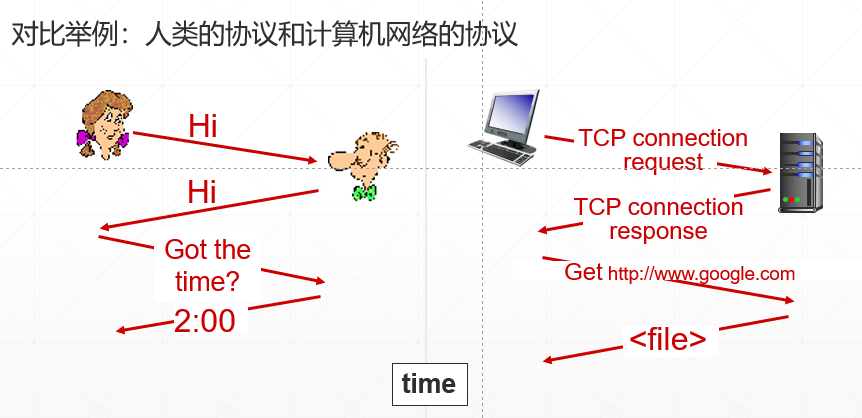 对比举例：人类的协议和计算机网络的协议
Hi
Hi
Got the
time?
2:00
TCP connection
request
TCP connection
response
Get http://www.google.com
<file>
time